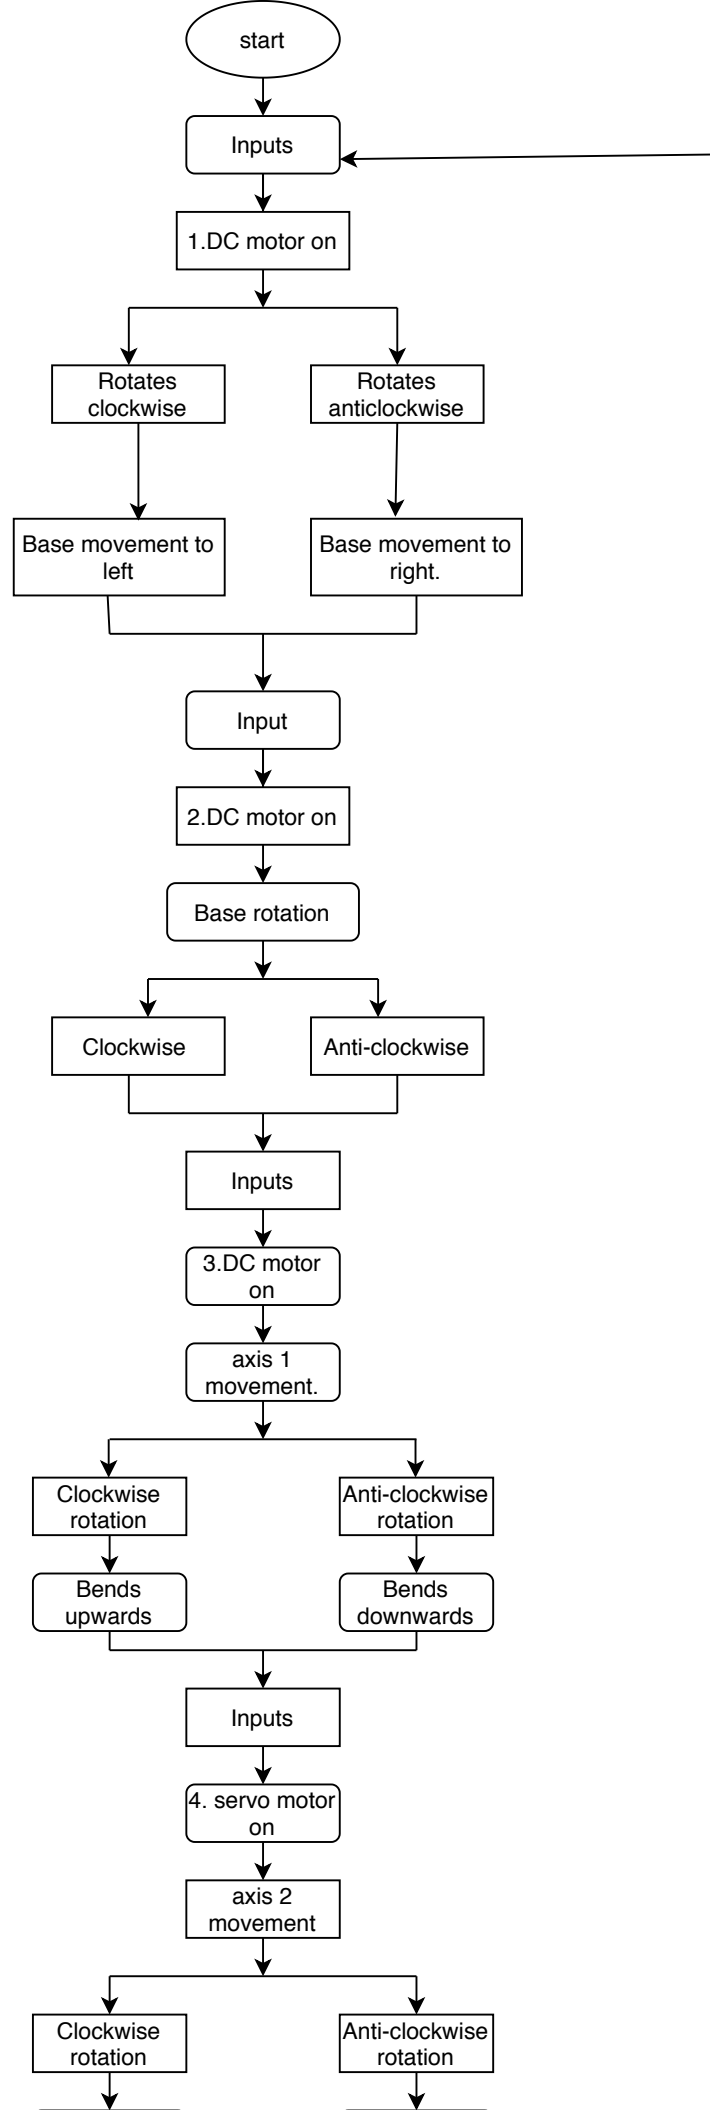 start
Inputs
1.DC motor on
Rotates
clockwise
Rotates
anticlockwise
Base movement to
left
Base movement to
right.
Input
2.DC motor on
Base rotation
Clockwise
Anti-clockwise
Inputs
3.DC motor
on
axis 1
movement.
Clockwise
rotation
Anti-clockwise
rotation
Bends
upwards
Bends
downwards
Inputs
4. servo motor
on
axis 2
movement
Clockwise
rotation
Anti-clockwise
rotation